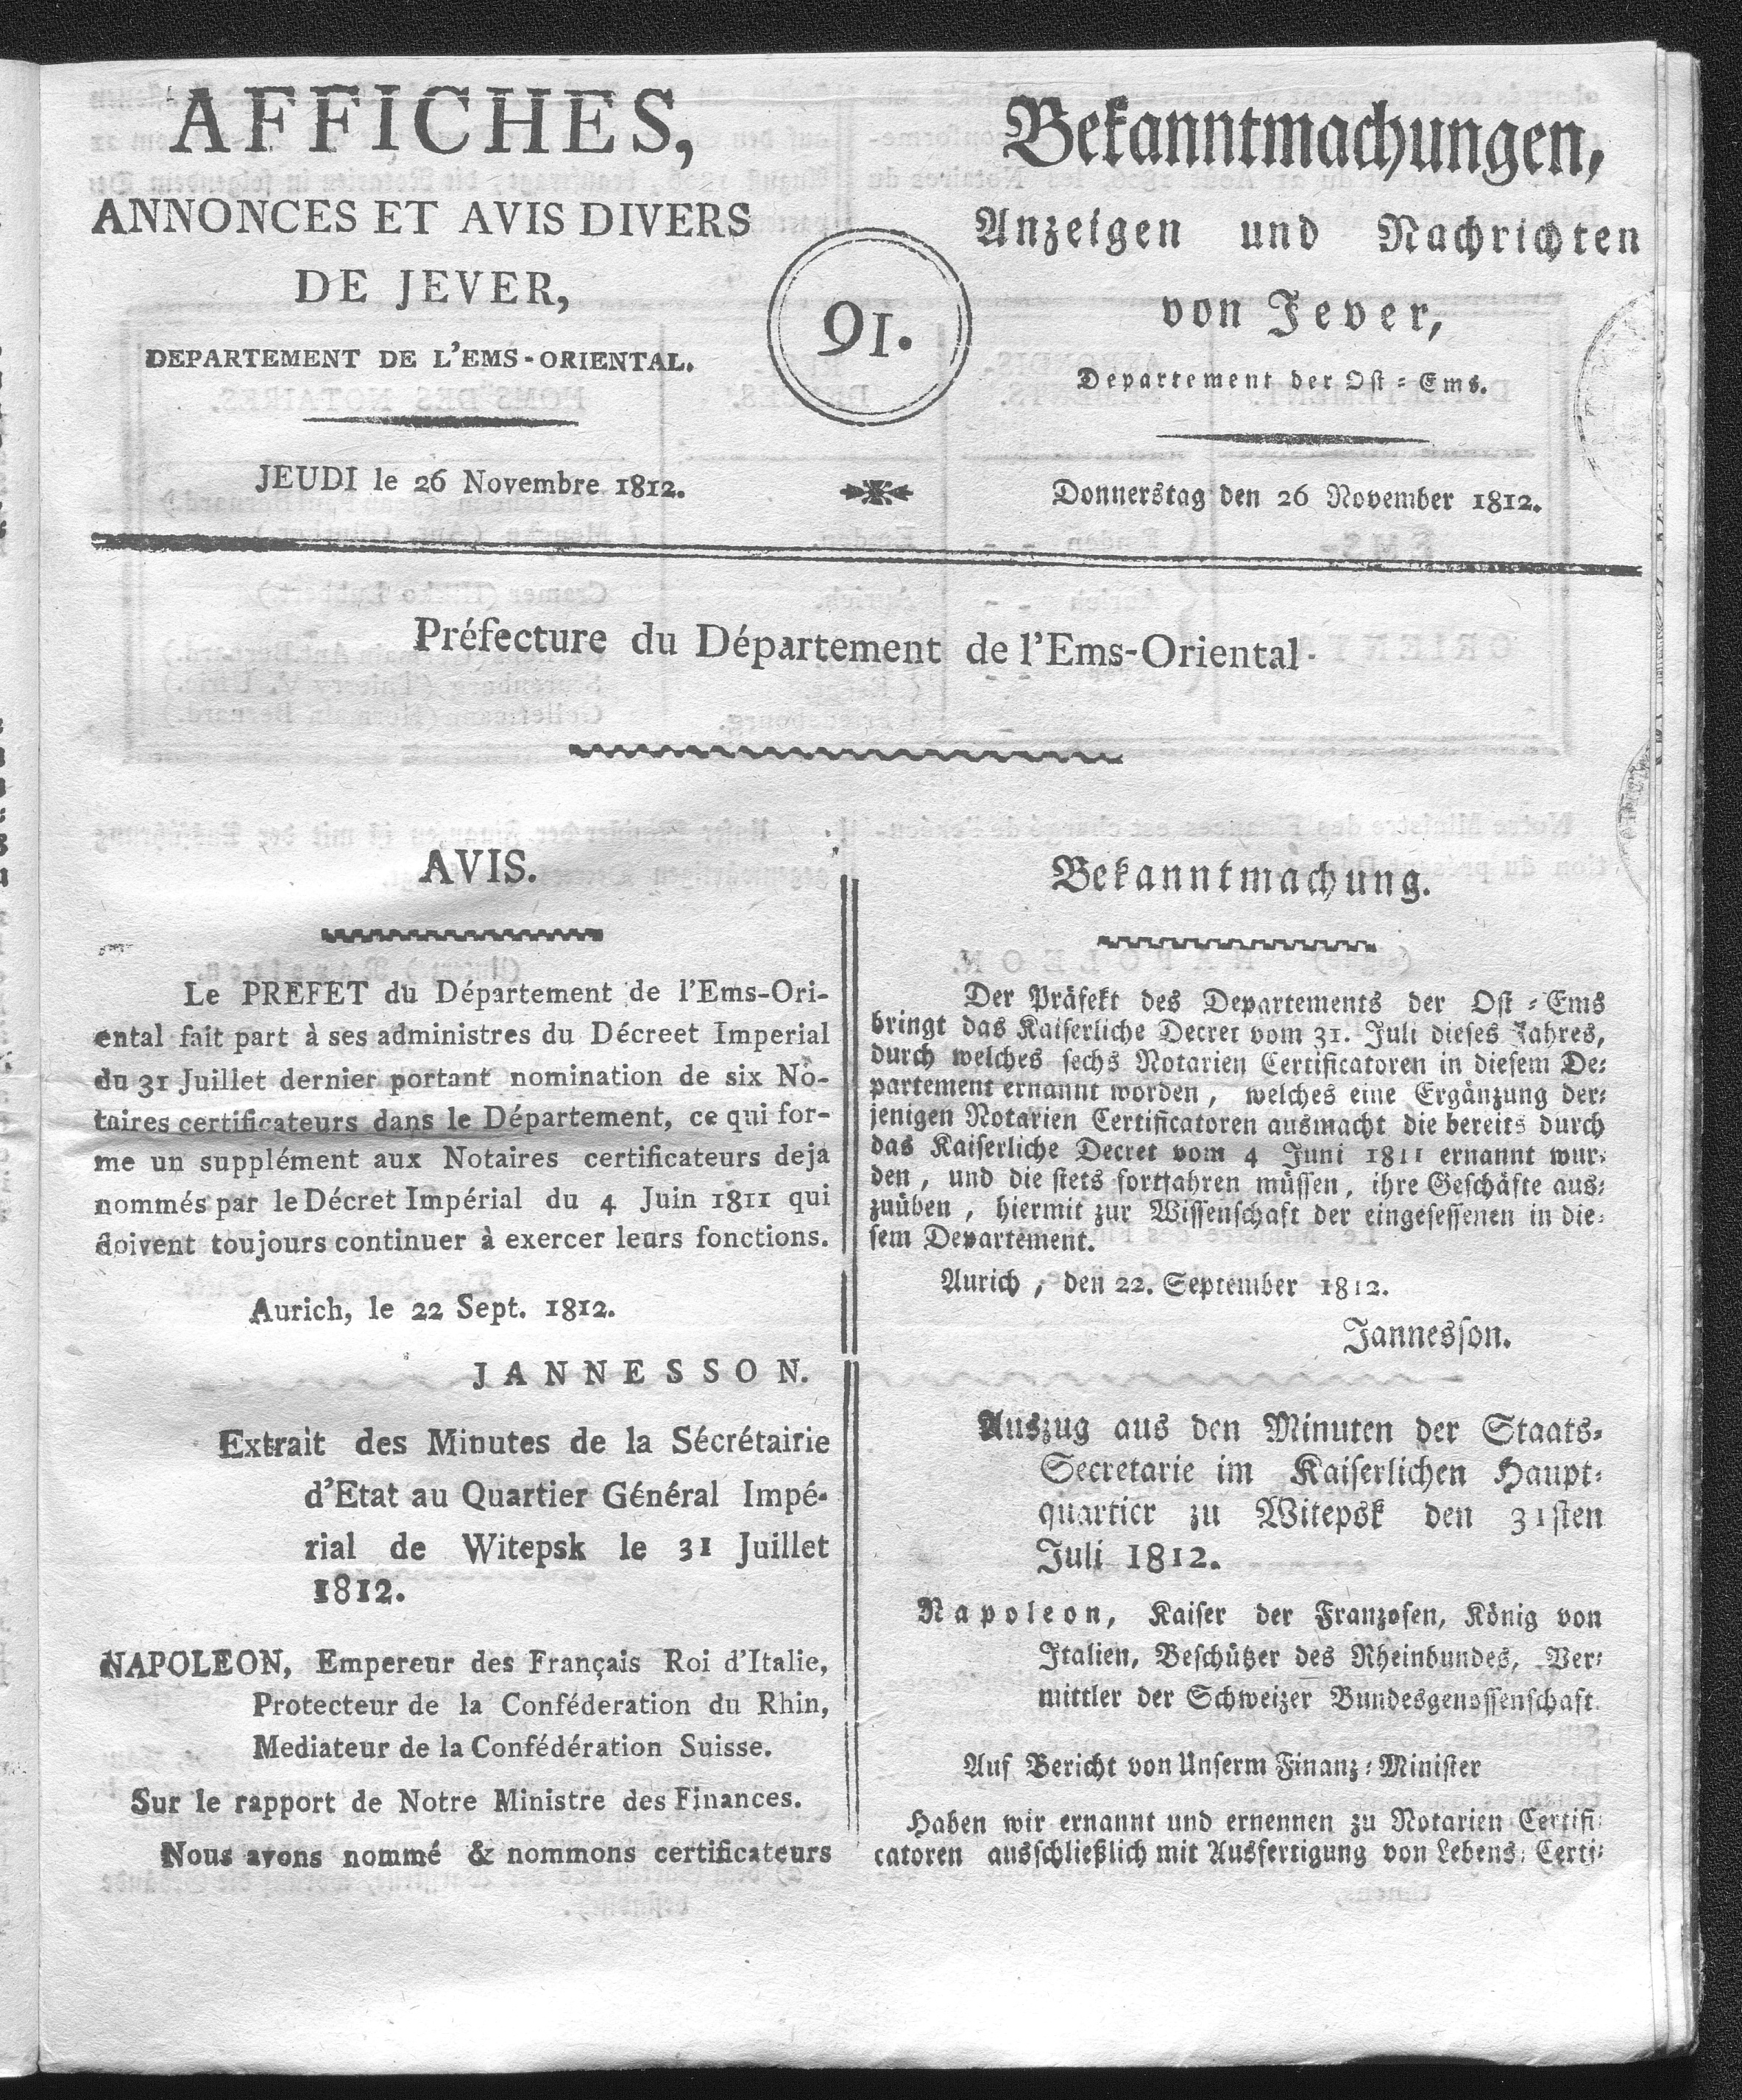 AFFICHES,
ANNONCES ET AVIS DIVERS
DE JEVER,
DEPARTEMENT DE L'EMS-ORIENTAL.
JEUDI le 26 Novembre 1812.
91.
Bekanntmachungen,
Anzeigen und Nachrichten
von Jever,
Departement der Ost-Ems.
Donnerstag den 26 November 1812.
Préfecture du Département de l'Ems-Oriental.
AVIS.
Le PREFET du Département de l'Ems-Ori-
ental fait part à ses administres du Décreet Imperial
du 31 Juillet dernier portant nomination de six No-
taires certificateurs dans le Département, ce qui for-
me un supplément aux Notaires certificateurs deja
nommés par le Décret Impérial du 4 Juin 1811 qui
doivent toujours continuer à exercer leurs fonctions.
Aurich, le 22 Sept. 1812.
JANNESSON.
Extrait des Minutes de la Sécrétairie
d'Etat au Quartier Général Impé-
rial de Witepsk le 31 Juillet
1812.
NAPOLEON, Empereur des Français Roi d'Italie,
Protecteur de la Conféderation du Rhin,
Mediateur de la Confédération Suisse.
Sur le rapport de Notre Ministre des Finances.
Nous avons nommé & nommons certificateurs
Bekanntmachung.
Der Präfekt des Departements der Ost-Ems
bringt das Kaiserliche Decret vom 31. Juli dieses Jahres,
durch welches sechs Notarien Certificatoren in diesem De-
partement ernannt worden, welches eine Ergänzung der-
jenigen Notarien Certificatoren ausmacht die bereits durch
das Kaiserliche Decret vom 4 Juni 1811 ernannt wur-
den, und die stets fortfahren müssen, ihre Geschäfte aus-
zuüben, hiermit zur Wissenschaft der eingesessenen in die-
sem Departement.
Aurich, den 22. September 1812.
Jannesson.
Auszug aus den Minuten der Staats-
Secretarie im Kaiserlichen Haupt-
quartier zu Witepsk den 31sten
Juli 1812.
Napoleon, Kaiser der Franzosen, König von
Italien, Beschützer des Rheinbundes, Ver-
mittler der Schweizer Bundesgenossenschaft.
Auf Bericht von Unserm Finanz-Minister
Haben wir ernannt und ernennen zu Notarien Certifi-
catoren ausschließlich mit Ausfertigung von Lebens-Certi-